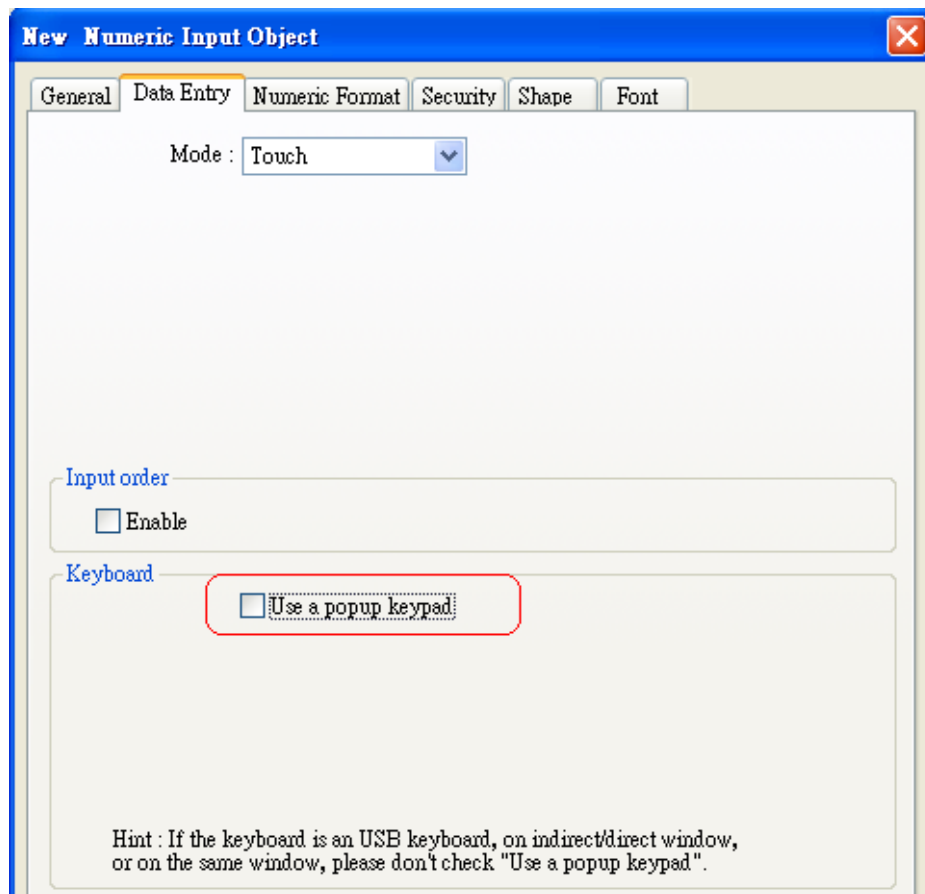 New Numeric Input Object
General Data Entry Numeric Format Security Shape Font
Mode : Touch
Input order
Enable
Keyboard
Use a popup keypad
Hint : If the keyboard is an USB keyboard, on indirect/direct window,
or on the same window, please don't check "Use a popup keypad".